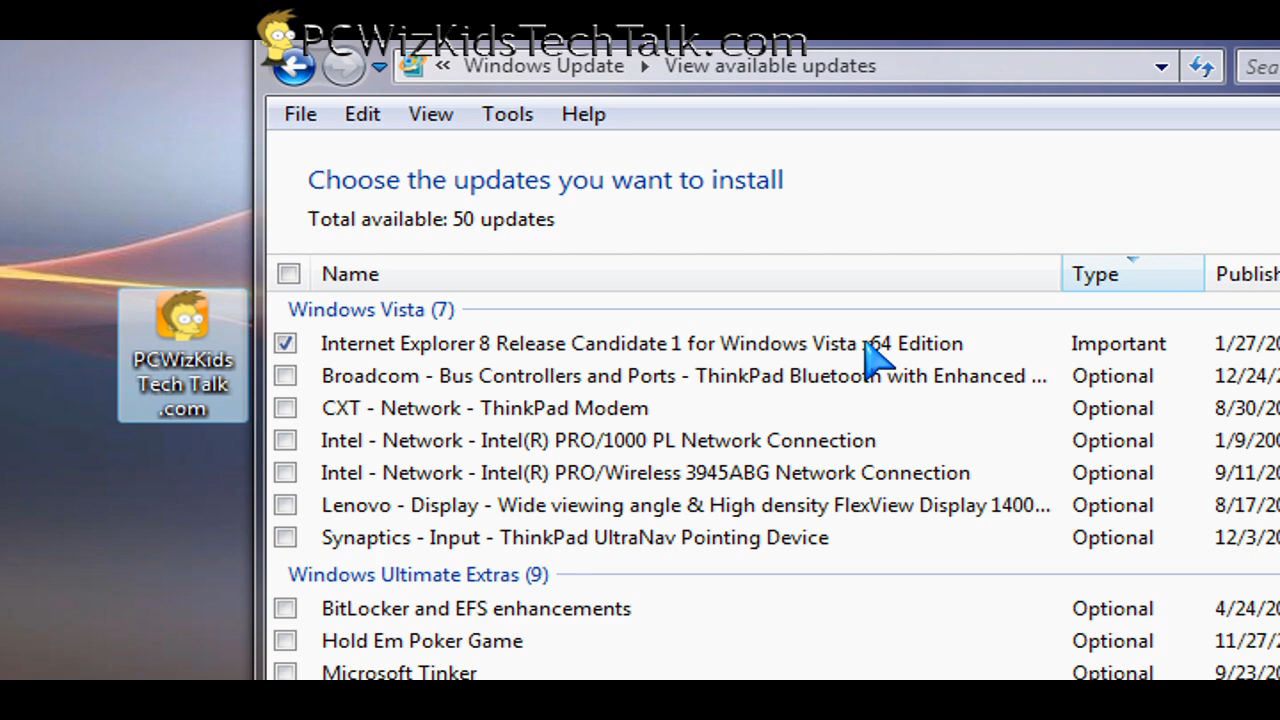 PCWizKidsTechTalk.com
« Windows Update View available updates
File Edit View Tools Help
Choose the updates you want to install
Total available: 50 updates
Name Type
Windows Vista (7)
Internet Explorer 8 Release Candidate 1 for Windows Vista x64 Edition Important 1/27/20
Broadcom - Bus Controllers and Ports - ThinkPad Bluetooth with Enhanced ... Optional 12/24/2
CXT - Network - ThinkPad Modem Optional 8/30/20
Intel - Network - Intel(R) PRO/1000 PL Network Connection Optional 1/9/200
Intel - Network - Intel(R) PRO/Wireless 3945ABG Network Connection Optional 9/11/20
Lenovo - Display - Wide viewing angle & High density FlexView Display 1400... Optional 8/17/20
Synaptics - Input - ThinkPad UltraNav Pointing Device Optional 12/3/20
Windows Ultimate Extras (9)
BitLocker and EFS enhancements Optional 4/24/20
Hold Em Poker Game Optional 11/27/
Microsoft Tinker Optional 9/23/20
PCWizKids
Tech Talk
.com